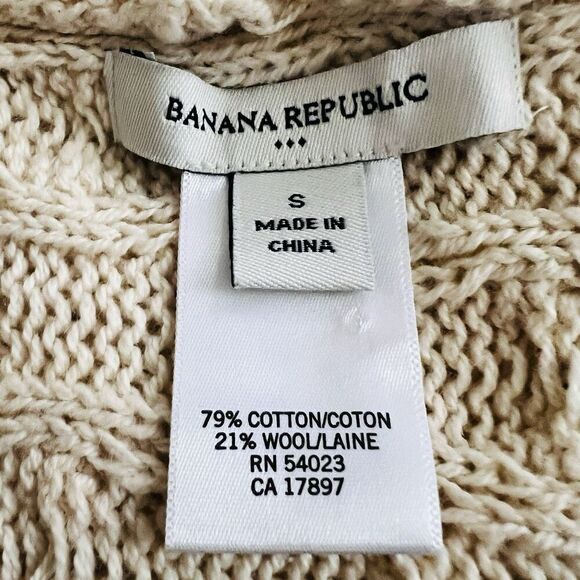 BANANA REPUBLIC
S
MADE IN
CHINA
79% COTTON/COTON
21% WOOL/LAINE
RN 54023
CA 17897